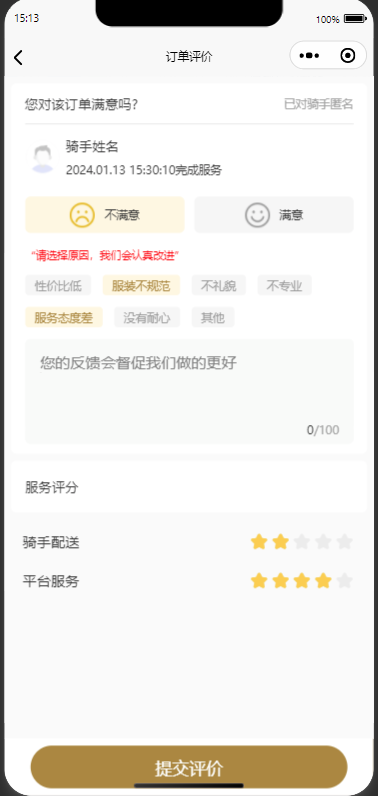 15:13 100%
订单评价
您对该订单满意吗? 已对骑手匿名
骑手姓名
2024.01.13 15:30:10完成服务
不满意 满意
"请选择原因，我们会认真改进"
性价比低 服装不规范 不礼貌 不专业
服务态度差 没有耐心 其他
您的反馈会督促我们做的更好
0/100
服务评分
骑手配送
平台服务
提交评价